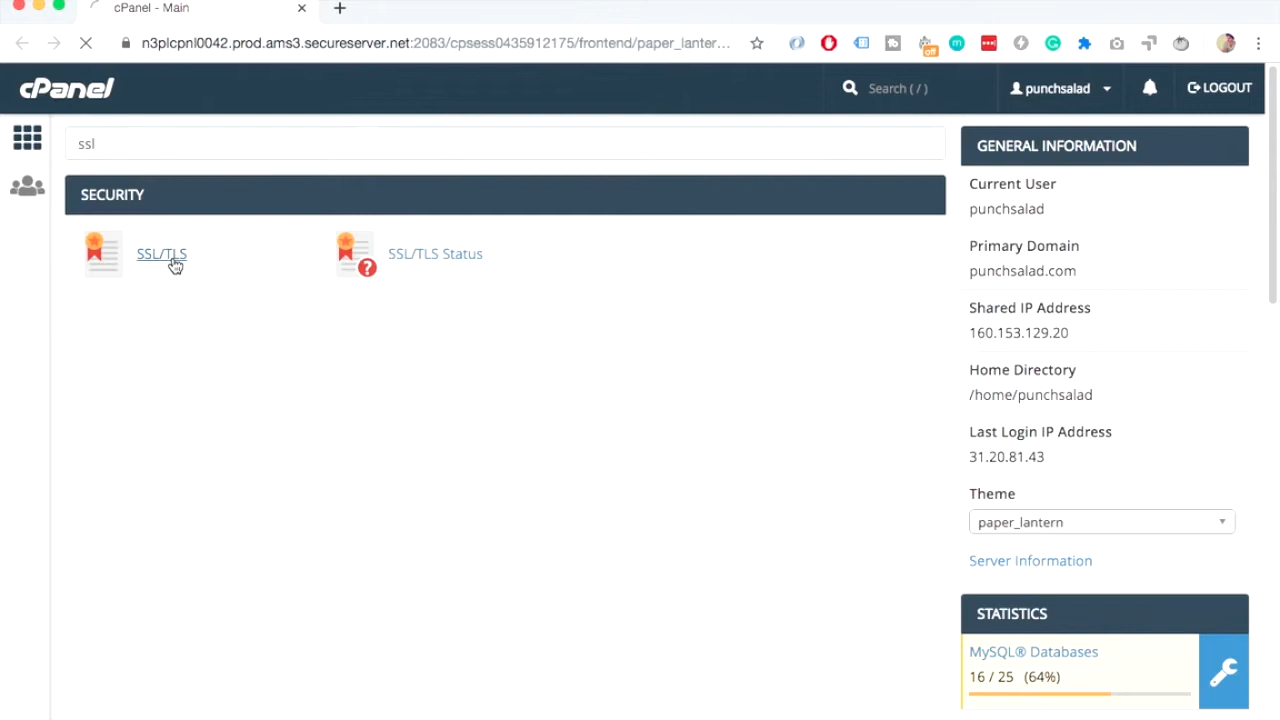 cPanel - Main
n3plcpnl0042.prod.ams3.secureserver.net:2083/cpsess0435912175/frontend/paper_lanter...
off
cPanel
Search ( / )
punchsalad
LOGOUT
ssl
SECURITY
SSL/TLS
SSL/TLS Status
GENERAL INFORMATION
Current User
punchsalad
Primary Domain
punchsalad.com
Shared IP Address
160.153.129.20
Home Directory
/home/punchsalad
Last Login IP Address
31.20.81.43
Theme
paper_lantern
Server Information
STATISTICS
MySQL® Databases
16 / 25 (64%)